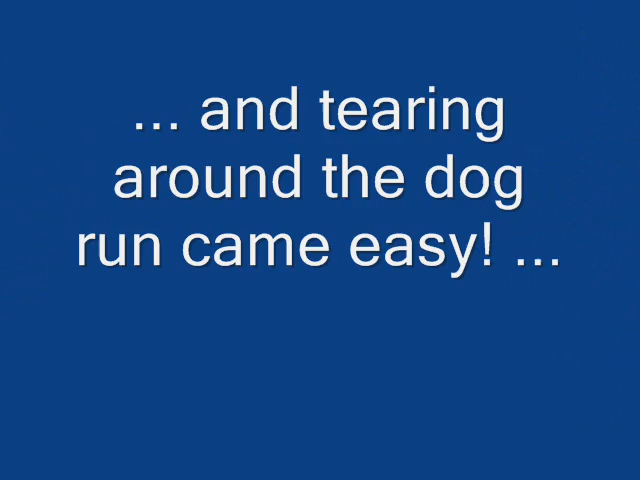 ... and tearing
around the dog
run came easy! ...